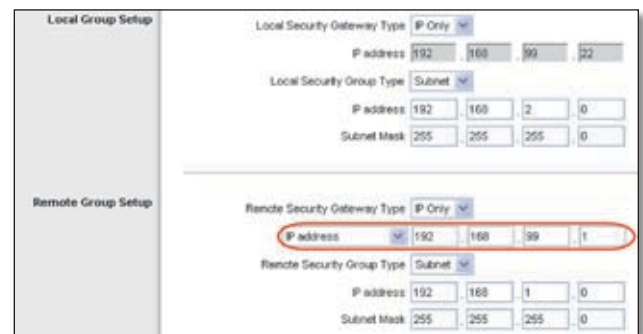 Local Group Setup
Local Security Gateway Type IP Only
IP address 192 . 168 . 99 . 22
Local Security Group Type Subnet
IP address 192 . 168 . 2 . 0
Subnet Mask 255 . 255 . 255 . 0
Remote Group Setup
Remote Security Gateway Type IP Only
IP address 192 . 168 . 99 . 1
Remote Security Group Type Subnet
IP address 192 . 168 . 1 . 0
Subnet Mask 255 . 255 . 255 . 0